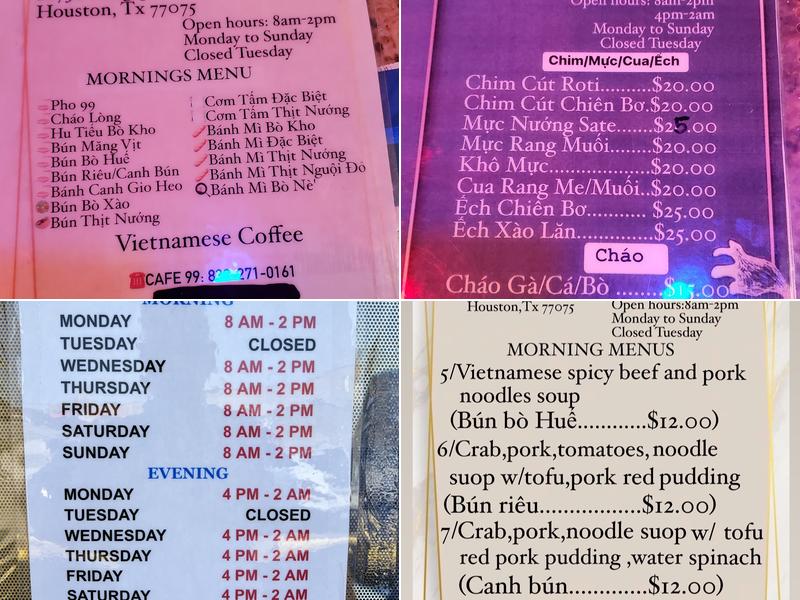 Houston, Tx 77075
Open hours: 8am-2pm
Monday to Sunday
Closed Tuesday
MORNINGS MENU
Pho 99
Cháo Lòng
Hu Tiếu Bò Kho
Bún Măng Vịt
Bún Bò Huế
Bún Riêu/Canh Bún
Bánh Canh Gio Heo
Bún Bò Xào
Bún Thịt Nướng
Cơm Tấm Đặc Biệt
Cơm Tấm Thịt Nướng
Bánh Mì Bò Kho
Bánh Mì Đặc Biệt
Bánh Mì Thịt Nướng
Bánh Mì Thịt Nguội Đỏ
Bánh Mì Bò Nè
Vietnamese Coffee
CAFE 99: 271-0161
Open hours: 8am-2pm
4pm-2am
Monday to Sunday
Closed Tuesday
Chim/Mực/Cua/Ếch
Chim Cút Roti.........$20.00
Chim Cút Chiên Bơ.$20.00
Mực Nướng Sate.......$25.00
Mực Rang Muối.........$20.00
Khô Mực..................$20.00
Cua Rang Me/Muối..$20.00
Ếch Chiên Bơ...........$25.00
Ếch Xào Lăn............$25.00
Cháo
Cháo Gà/Cá/Bò ........$15.00
MORNING
MONDAY 8 AM - 2 PM
TUESDAY CLOSED
WEDNESDAY 8 AM - 2 PM
THURSDAY 8 AM - 2 PM
FRIDAY 8 AM - 2 PM
SATURDAY 8 AM - 2 PM
SUNDAY 8 AM - 2 PM
EVENING
MONDAY 4 PM - 2 AM
TUESDAY CLOSED
WEDNESDAY 4 PM - 2 AM
THURSDAY 4 PM - 2 AM
FRIDAY 4 PM - 2 AM
SATURDAY 4 PM - 2 AM
Houston,Tx 77075
Open hours:8am-2pm
Monday to Sunday
Closed Tuesday
MORNING MENUS
5/Vietnamese spicy beef and pork
noodles soup
(Bún bò Huế............$12.00)
6/Crab,pork,tomatoes,noodle
suop w/tofu,pork red pudding
(Bún riêu.................$12.00)
7/Crab,pork,noodle suop w/ tofu
red pork pudding ,water spinach
(Canh bún.............$12.00)